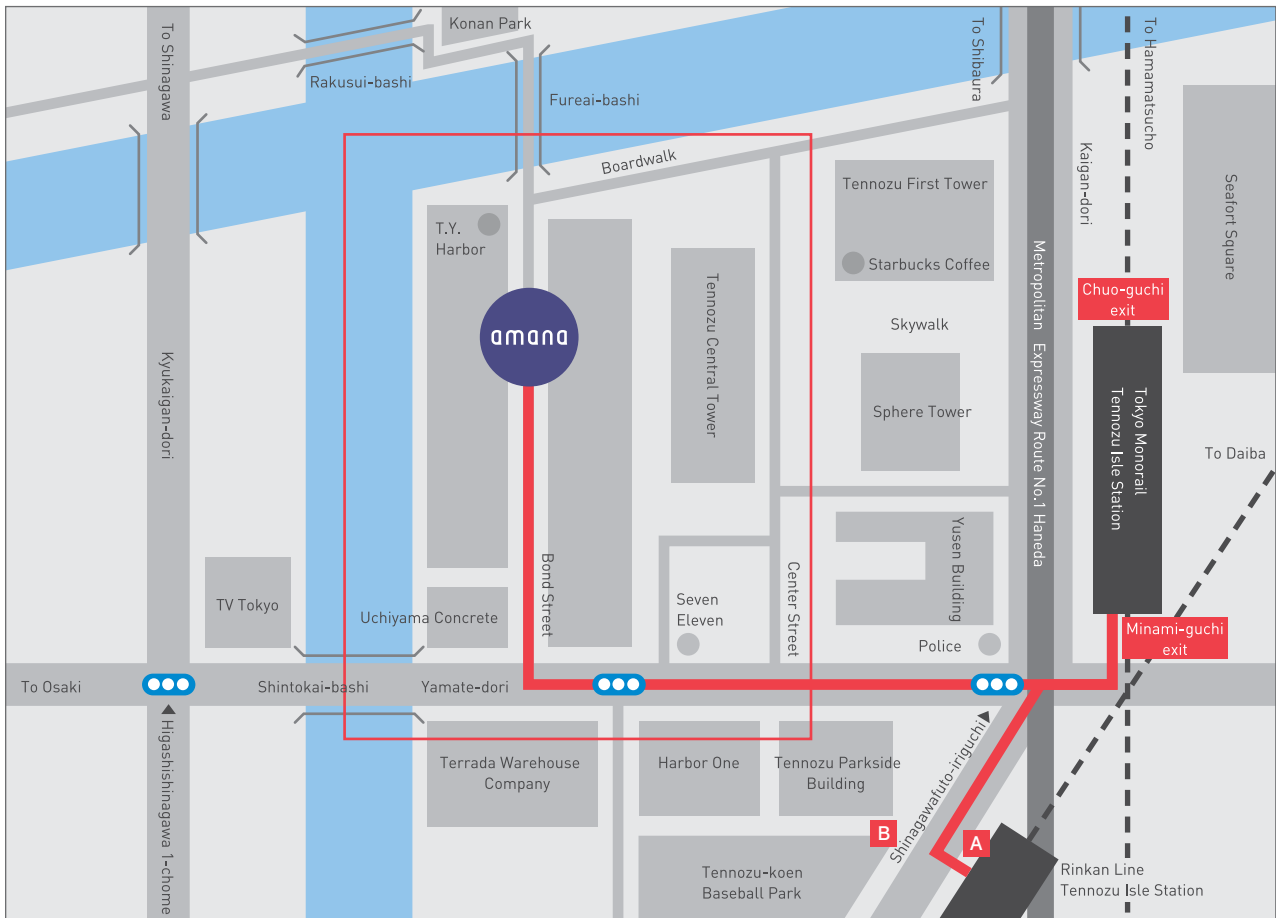 Konan Park
To Shinagawa
Rakusui-bashi
Fureai-bashi
To Shibaura
To Hamamatsucho
Boardwalk
Kaigan-dori
Tennozu First Tower
Seafort Square
T.Y.
Harbor
Starbucks Coffee
Metropolitan Expressway Route No.1 Haneda
Chuo-guchi
exit
amana
Tennozu Central Tower
Skywalk
Kyukaigan-dori
Tokyo Monorail
Tennozu Isle Station
Sphere Tower
To Daiba
Bond Street
Center Street
Yusen Building
TV Tokyo
Uchiyama Concrete
Seven
Eleven
Police
Minami-guchi
exit
To Osaki
Shintokai-bashi
Yamate-dori
Higashishinagawa 1-chome
Terrada Warehouse
Company
Harbor One
Tennozu Parkside
Building
Shinagawafuto-iriguchi
B
A
Tennozu-koen
Baseball Park
Rinkan Line
Tennozu Isle Station